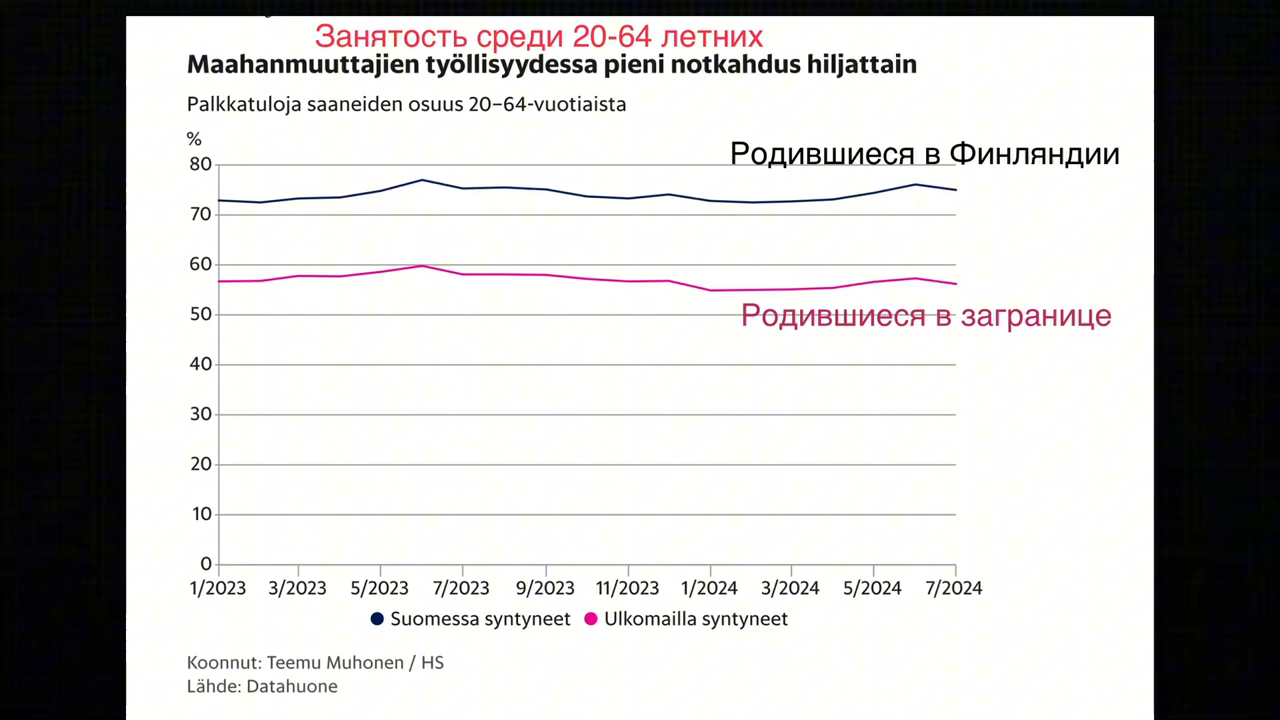 Занятость среди 20-64 летних
Maahanmuuttajien työllisyydessa pieni notkahdus hiljattain
Palkkatuloja saaneiden osuus 20–64-vuotiaista
%
Родившиеся в Финляндии
80
70
60
Родившиеся в загранице
50
40
30
20
10
0
1/2023 3/2023 5/2023 7/2023 9/2023 11/2023 1/2024 3/2024 5/2024 7/2024
Suomessa syntyneet Ulkomailla syntyneet
Koonnut: Teemu Muhonen / HS
Lähde: Datahuone